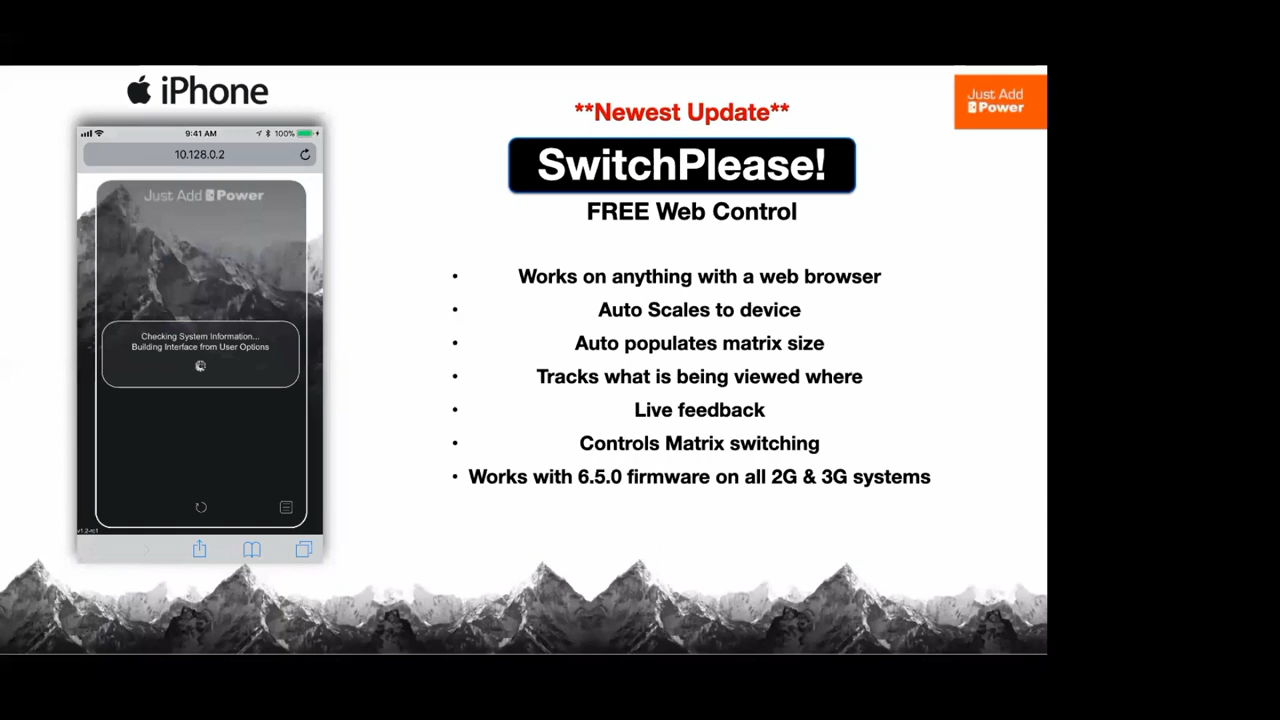 iPhone
9:41 AM
100%
10.128.0.2
Just Add Power
Checking System Information...
Building Interface from User Options
v1.2-rc1
**Newest Update**
SwitchPlease!
FREE Web Control
• Works on anything with a web browser
• Auto Scales to device
• Auto populates matrix size
• Tracks what is being viewed where
• Live feedback
• Controls Matrix switching
• Works with 6.5.0 firmware on all 2G & 3G systems
Just Add
Power